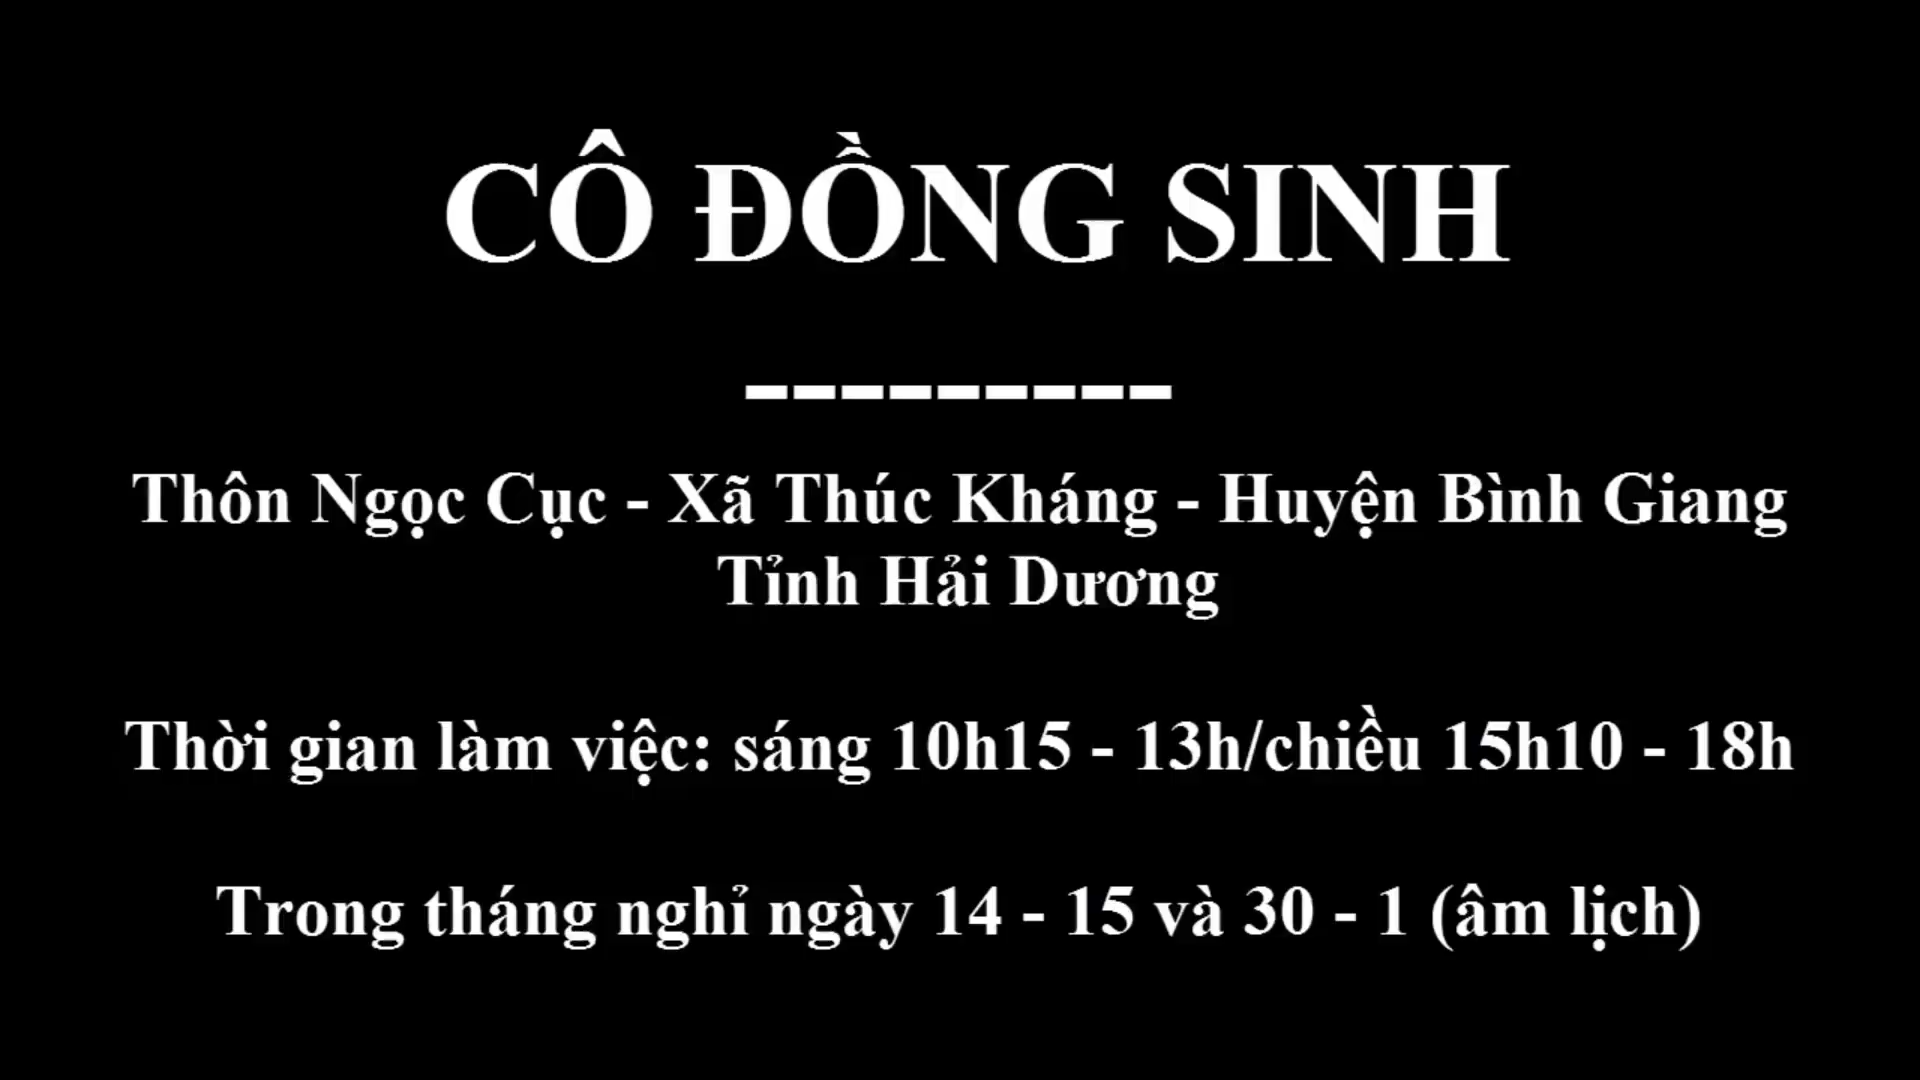 CÔ ĐỒNG SINH
---------
Thôn Ngọc Cục - Xã Thúc Kháng - Huyện Bình Giang
Tỉnh Hải Dương
Thời gian làm việc: sáng 10h15 - 13h/chiều 15h10 - 18h
Trong tháng nghỉ ngày 14 - 15 và 30 - 1 (âm lịch)